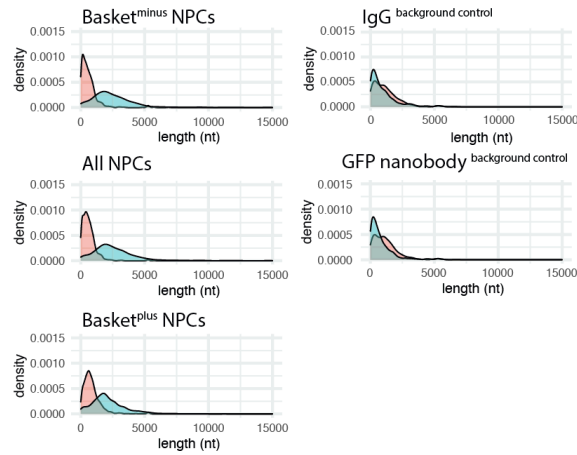 Basketminus NPCs
0.0015
0.0010
0.0005
0.0000
density
0 5000 10000 15000
length (nt)
All NPCs
0.0015
0.0010
0.0005
0.0000
density
0 5000 10000 15000
length (nt)
Basketplus NPCs
0.0015
0.0010
0.0005
0.0000
density
0 5000 10000 15000
length (nt)
IgG background control
0.0015
0.0010
0.0005
0.0000
density
0 5000 10000 15000
length (nt)
GFP nanobody background control
0.0015
0.0010
0.0005
0.0000
density
0 5000 10000 15000
length (nt)